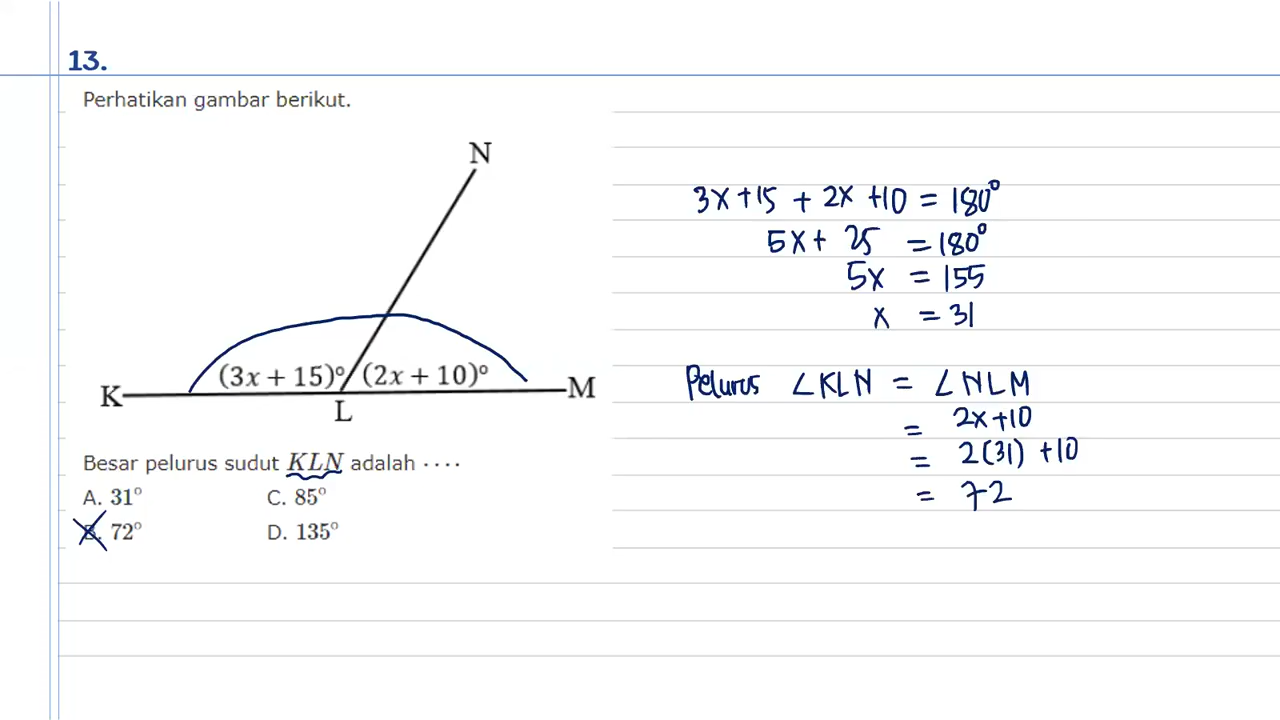 13.
Perhatikan gambar berikut.
N
(3x + 15)° (2x + 10)°
K M
L
Besar pelurus sudut KLN adalah ....
A. 31° C. 85°
B. 72° D. 135°
3x + 15 + 2x + 10 = 180°
5x + 25 = 180°
5x = 155
x = 31
Pelurus ∠KLN = ∠NLM
= 2x + 10
= 2(31) + 10
= 72